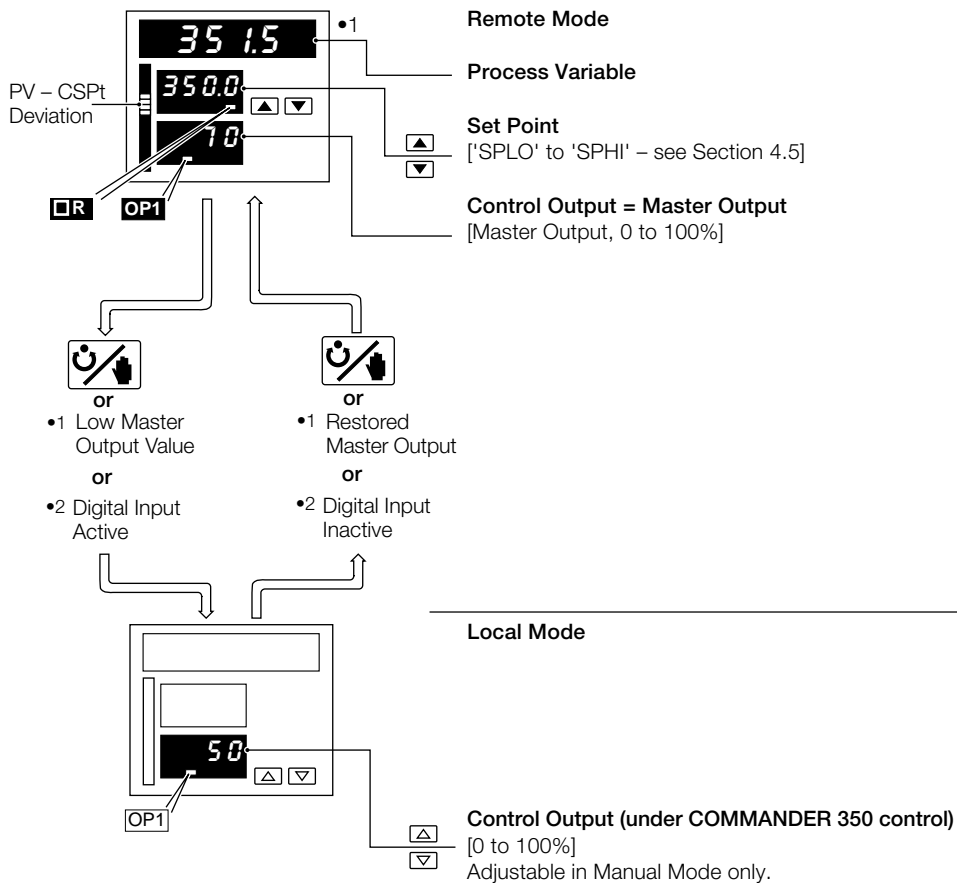 Remote Mode
•1
351.5
Process Variable
PV – CSPt
Deviation
350.0
Set Point
['SPLO' to 'SPHI' – see Section 4.5]
70
R
OP1
Control Output = Master Output
[Master Output, 0 to 100%]
or
•1 Low Master
Output Value
or
•2 Digital Input
Active
or
•1 Restored
Master Output
or
•2 Digital Input
Inactive
Local Mode
50
OP1
Control Output (under COMMANDER 350 control)
[0 to 100%]
Adjustable in Manual Mode only.